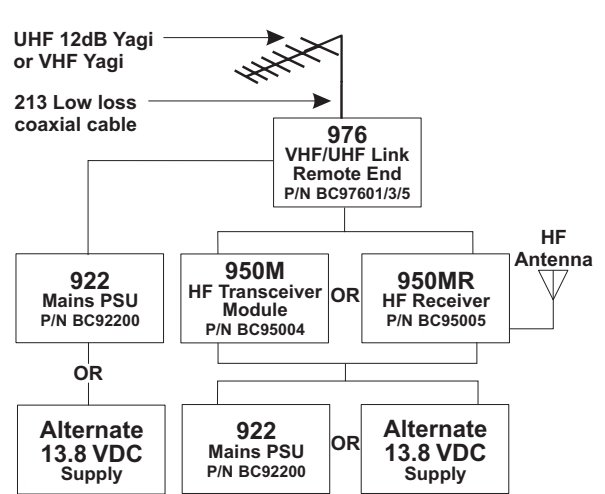 UHF 12dB Yagi
or VHF Yagi
213 Low loss
coaxial cable
976
VHF/UHF Link
Remote End
P/N BC97601/3/5
HF
Antenna
922
Mains PSU
P/N BC92200
950M
HF Transceiver
Module
P/N BC95004
OR
950MR
HF Receiver
P/N BC95005
OR
Alternate
13.8 VDC
Supply
922
Mains PSU
P/N BC92200
OR
Alternate
13.8 VDC
Supply